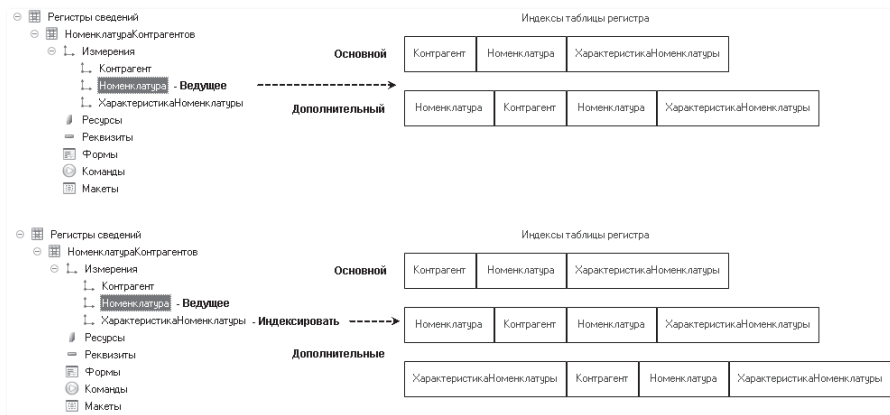 Регистры сведений
НоменклатураКонтрагентов
Измерения
Контрагент
Номенклатура - Ведущее
ХарактеристикаНоменклатуры
Ресурсы
Реквизиты
Формы
Команды
Макеты
Индексы таблицы регистра
Основной
Контрагент Номенклатура ХарактеристикаНоменклатуры
Дополнительный
Номенклатура Контрагент Номенклатура ХарактеристикаНоменклатуры
Регистры сведений
НоменклатураКонтрагентов
Измерения
Контрагент
Номенклатура - Ведущее
ХарактеристикаНоменклатуры - Индексировать
Ресурсы
Реквизиты
Формы
Команды
Макеты
Индексы таблицы регистра
Основной
Контрагент Номенклатура ХарактеристикаНоменклатуры
Дополнительные
Номенклатура Контрагент Номенклатура ХарактеристикаНоменклатуры
ХарактеристикаНоменклатуры Контрагент Номенклатура ХарактеристикаНоменклатуры